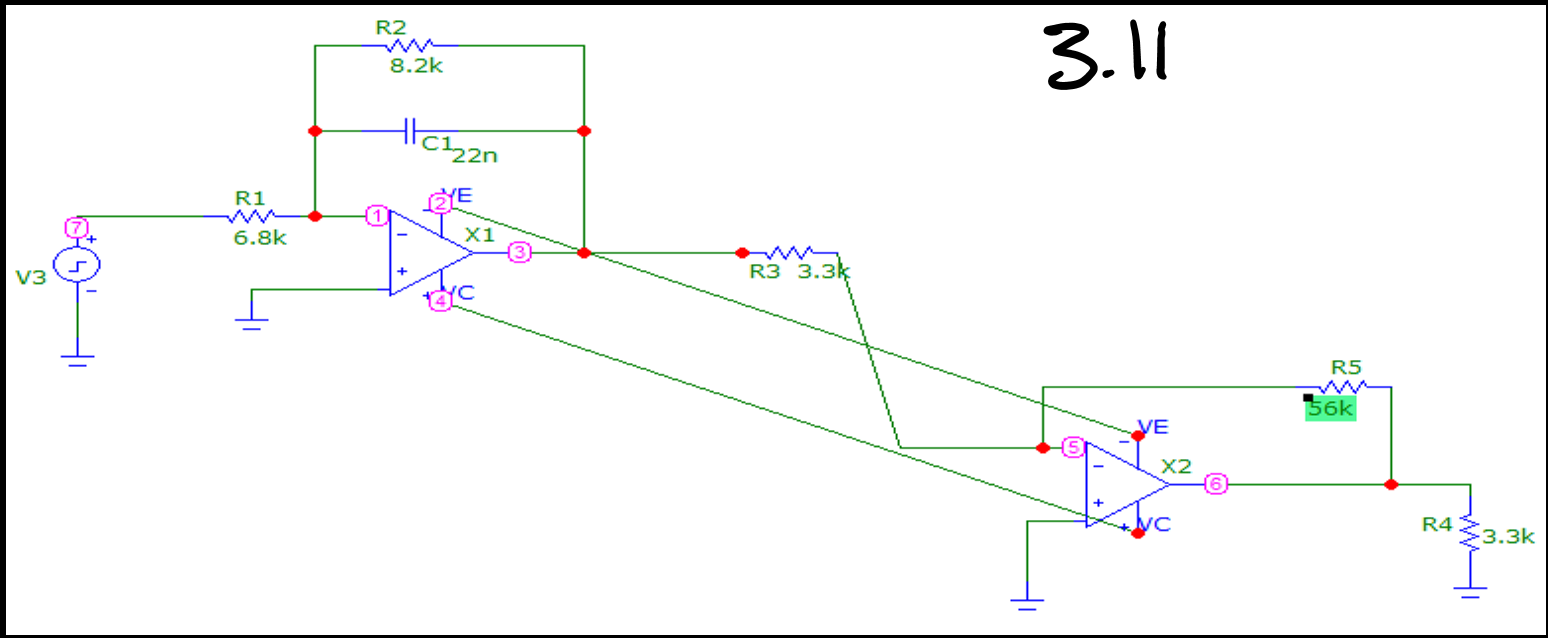 3.11
R2
8.2k
C1
22n
R1
6.8k
7
+
V3
−
1
−
+
2
VE
−
X1
3
4
VC
+
R3 3.3k
R5
56k
5
−
+
VE
−
X2
6
VC
+
R4
3.3k